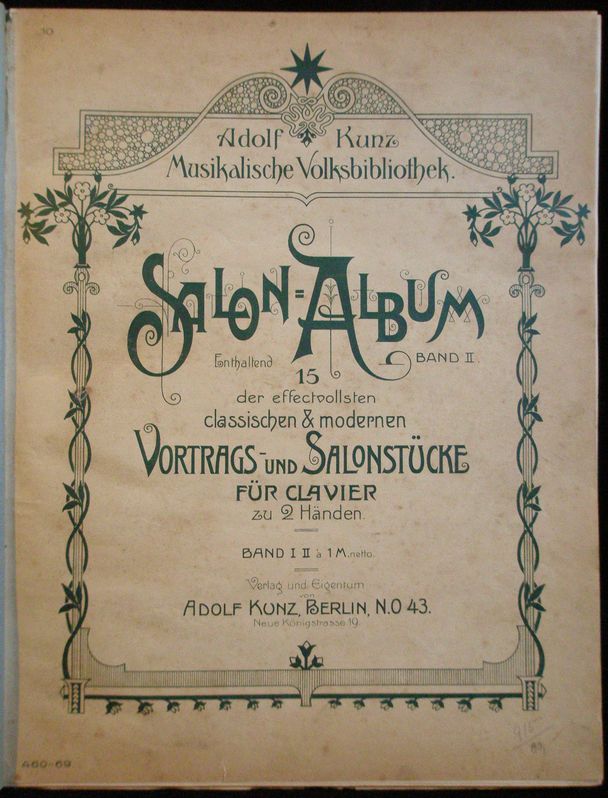 10
Adolf Kunz
Musikalische Volksbibliothek.
SALON=ALBUM
Enthaltend
BAND II.
15
der effectvollsten
classischen & modernen
VORTRAGS- UND SALONSTÜCKE
FÜR CLAVIER
zu 2 Händen.
BAND I II à 1 M. netto.
Verlag und Eigentum
von
ADOLF KUNZ, BERLIN, N.O 43.
Neue Königstrasse 19.
460-69